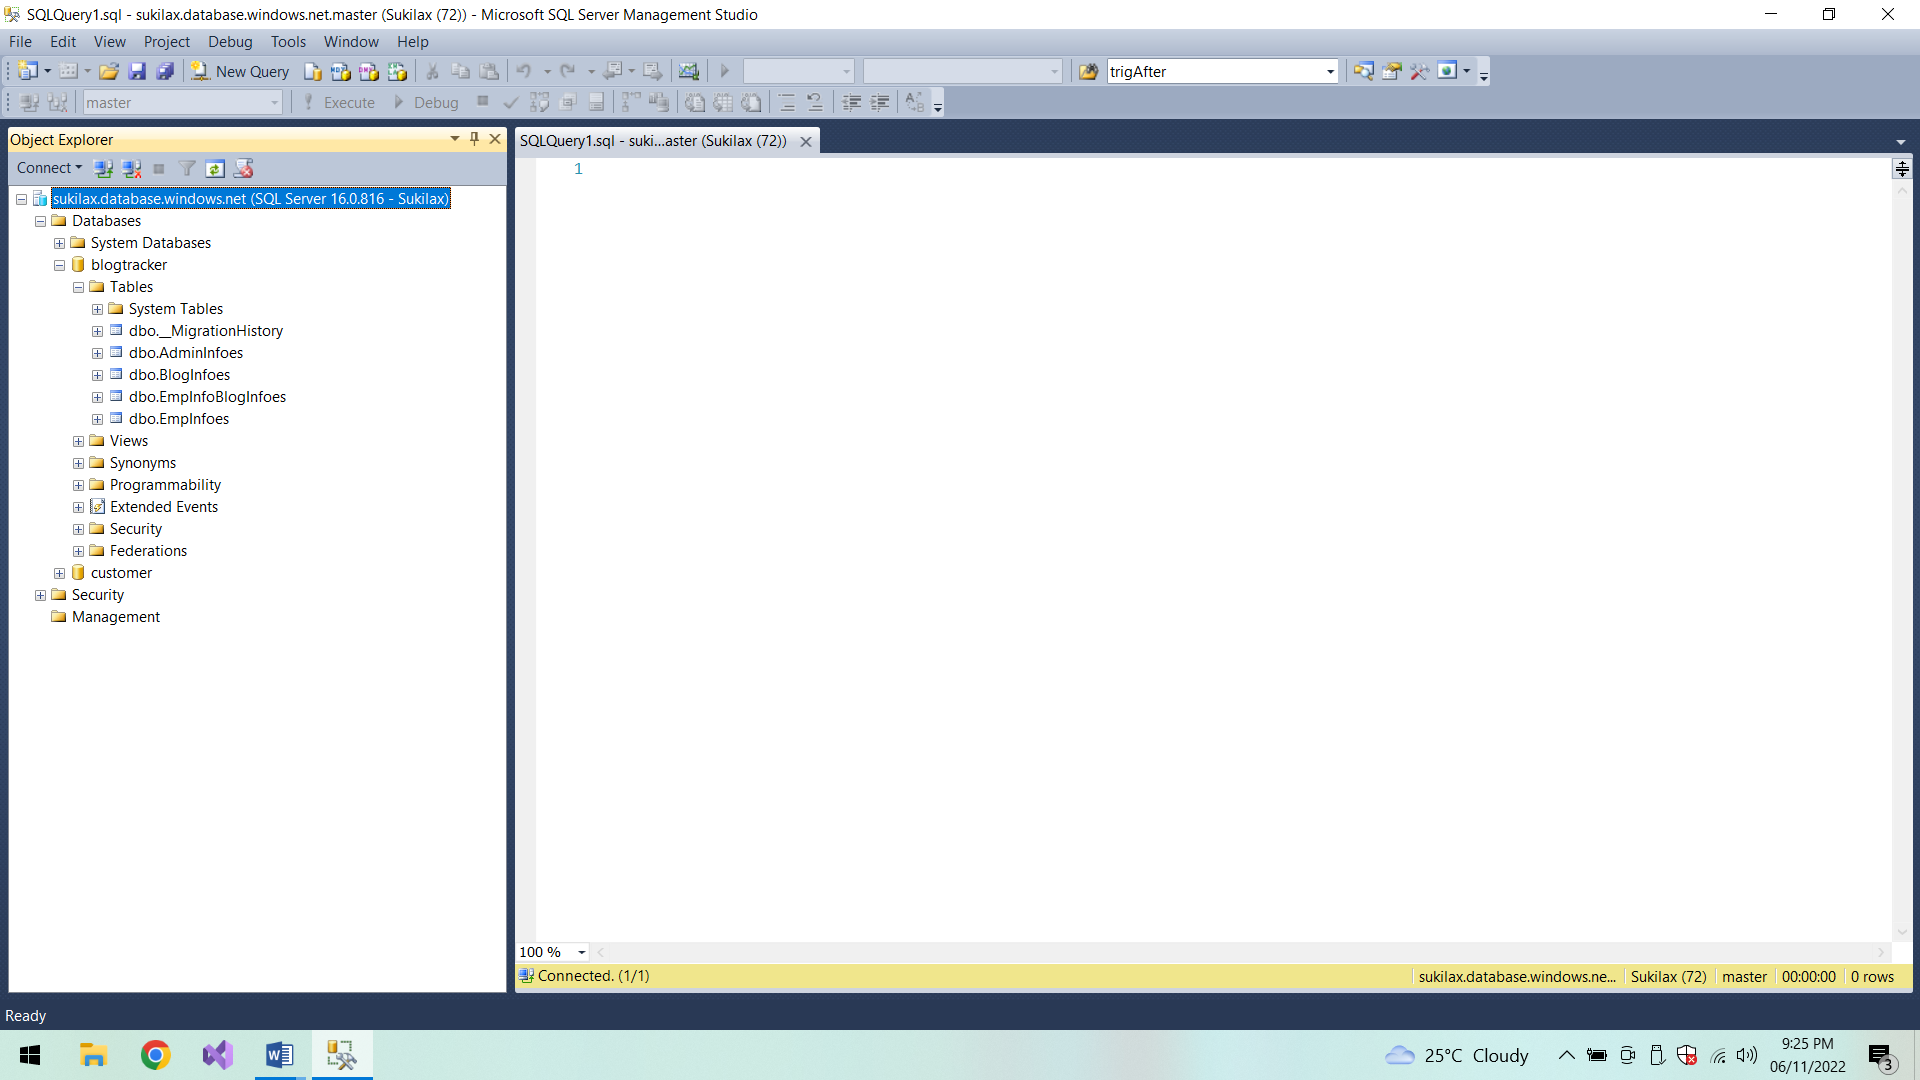 SQLQuery1.sql - sukilax.database.windows.net.master (Sukilax (72)) - Microsoft SQL Server Management Studio
File Edit View Project Debug Tools Window Help
New Query trigAfter
master Execute Debug
Object Explorer
SQLQuery1.sql - suki...aster (Sukilax (72))
Connect
1
sukilax.database.windows.net (SQL Server 16.0.816 - Sukilax)
Databases
System Databases
blogtracker
Tables
System Tables
dbo.__MigrationHistory
dbo.AdminInfoes
dbo.BlogInfoes
dbo.EmpInfoBlogInfoes
dbo.EmpInfoes
Views
Synonyms
Programmability
Extended Events
Security
Federations
customer
Security
Management
100 %
Connected. (1/1) sukilax.database.windows.ne... Sukilax (72) master 00:00:00 0 rows
Ready
25°C Cloudy
9:25 PM
06/11/2022
3